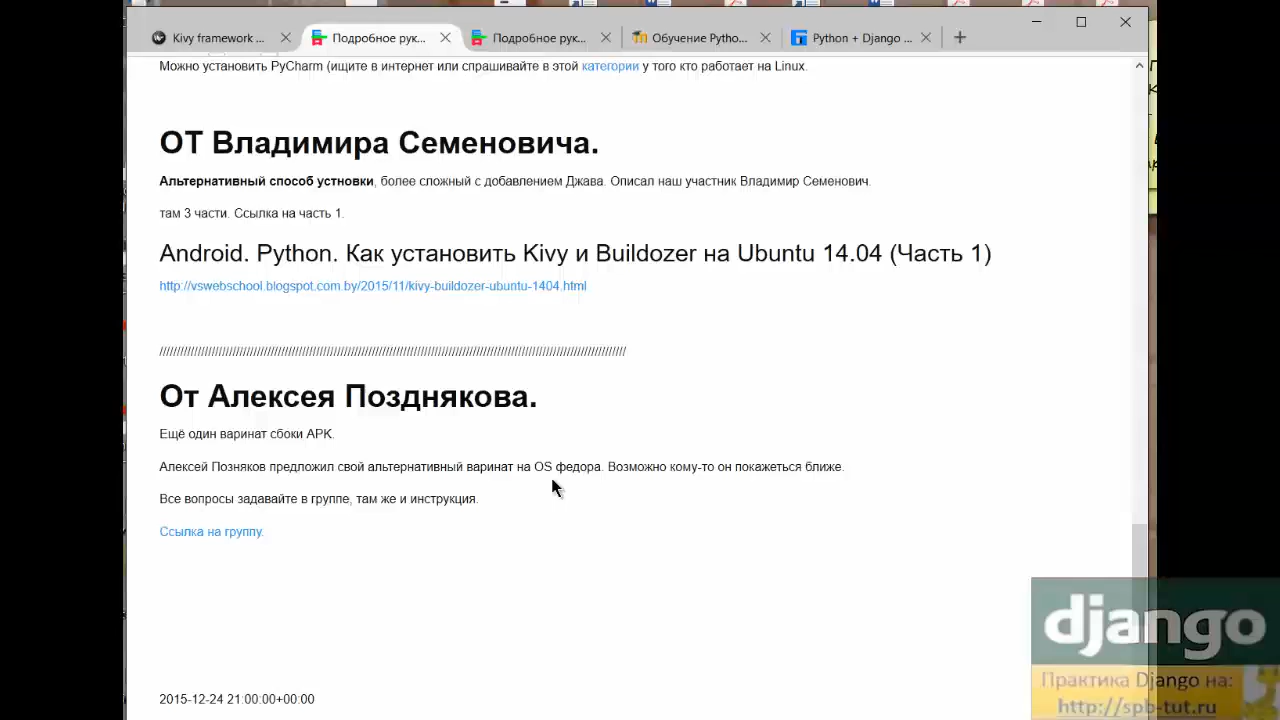 Kivy framework ...
Подробное рук...
Подробное рук...
Обучение Pytho...
Python + Django ...
Можно установить PyCharm (ищите в интернет или спрашивайте в этой категории у того кто работает на Linux.
ОТ Владимира Семеновича.
Альтернативный способ устновки, более сложный с добавлением Джава. Описал наш участник Владимир Семенович.
там 3 части. Ссылка на часть 1.
Android. Python. Как установить Kivy и Buildozer на Ubuntu 14.04 (Часть 1)
http://vswebschool.blogspot.com.by/2015/11/kivy-buildozer-ubuntu-1404.html
От Алексея Позднякова.
Ещё одинваринат сбоки APK.
Алексей Позняков предложил свой альтернативный варинат на OS федора. Возможно кому-то он покажеться ближе.
Все вопросы задавайте в группе, там же и инструкция.
Ссылка на группу.
django
Практика Django на:
http://spb-tut.ru
2015-12-24 21:00:00+00:00